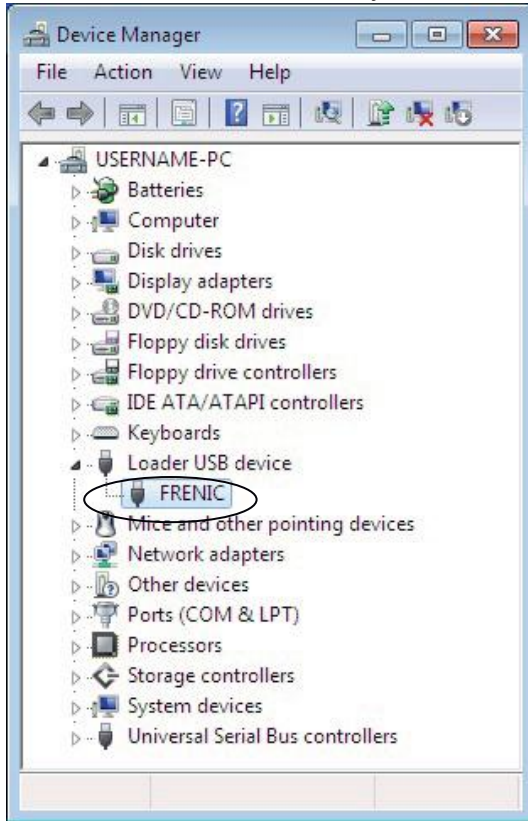 Device Manager
File Action View Help
USERNAME-PC
Batteries
Computer
Disk drives
Display adapters
DVD/CD-ROM drives
Floppy disk drives
Floppy drive controllers
IDE ATA/ATAPI controllers
Keyboards
Loader USB device
FRENIC
Mice and other pointing devices
Network adapters
Other devices
Ports (COM & LPT)
Processors
Storage controllers
System devices
Universal Serial Bus controllers